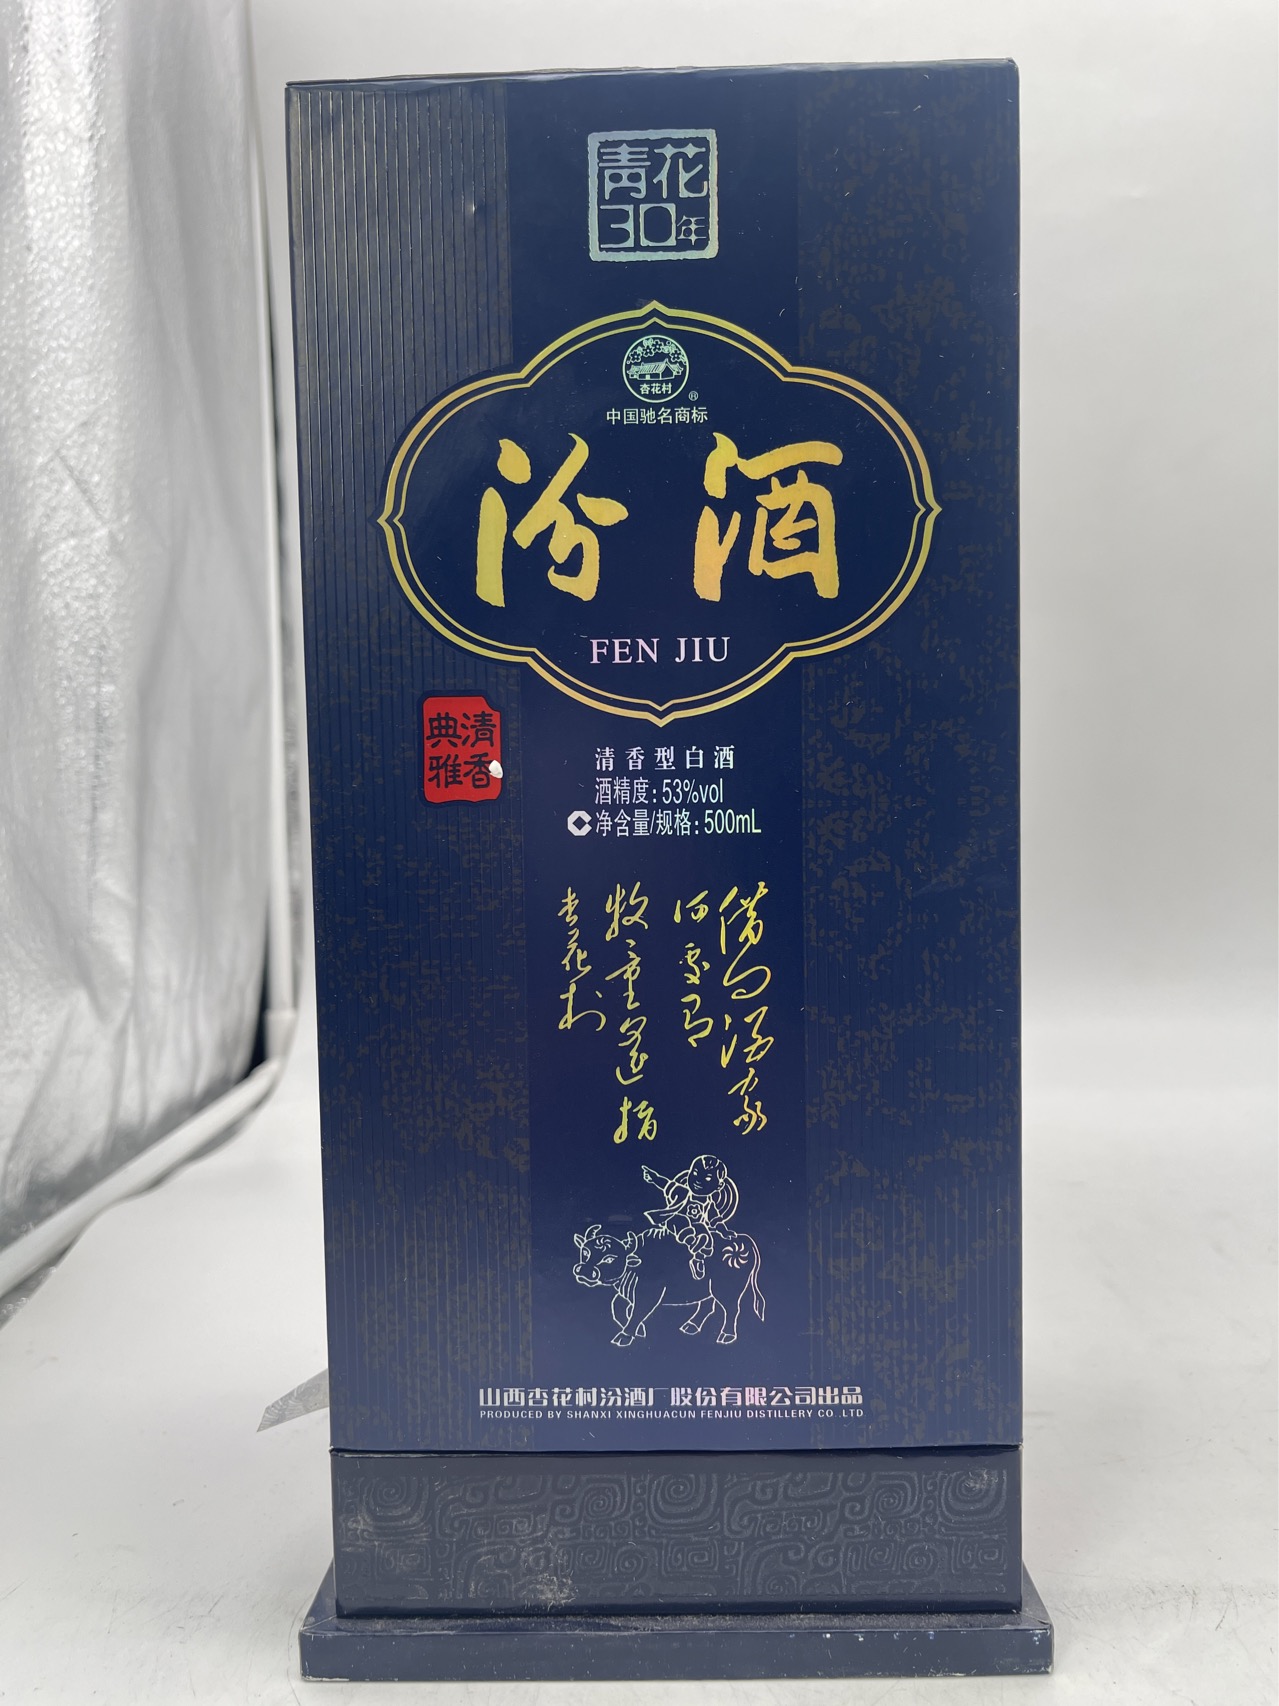 青花
30年
杏花村
®
中国驰名商标
汾酒
FEN JIU
清香
典雅
清香型白酒
酒精度:53%vol
净含量/规格:500mL
借问酒家
何处有
牧童遥指
杏花村
山西杏花村汾酒厂股份有限公司出品
PRODUCED BY SHANXI XINGHUACUN FENJIU DISTILLERY CO.,LTD